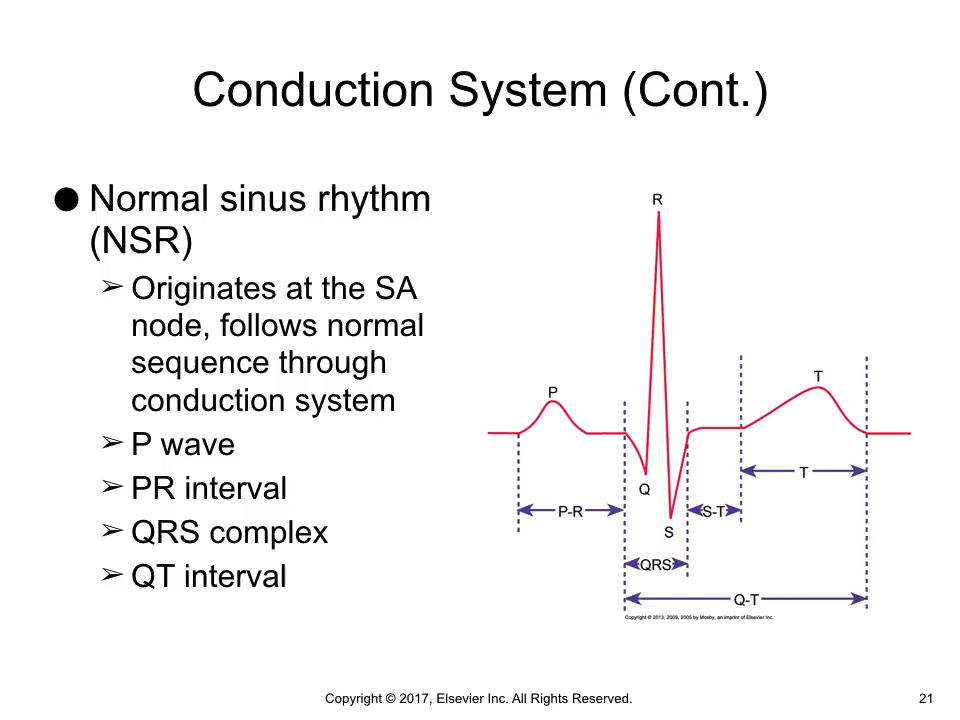 Conduction System (Cont.)
● Normal sinus rhythm
(NSR)
➢ Originates at the SA
node, follows normal
sequence through
conduction system
➢ P wave
➢ PR interval
➢ QRS complex
➢ QT interval
R
T
P
T
Q
P-R
S-T
S
QRS
Q-T
Copyright © 2013, 2009, 2005 by Mosby, an imprint of Elsevier Inc.
Copyright © 2017, Elsevier Inc. All Rights Reserved.
21